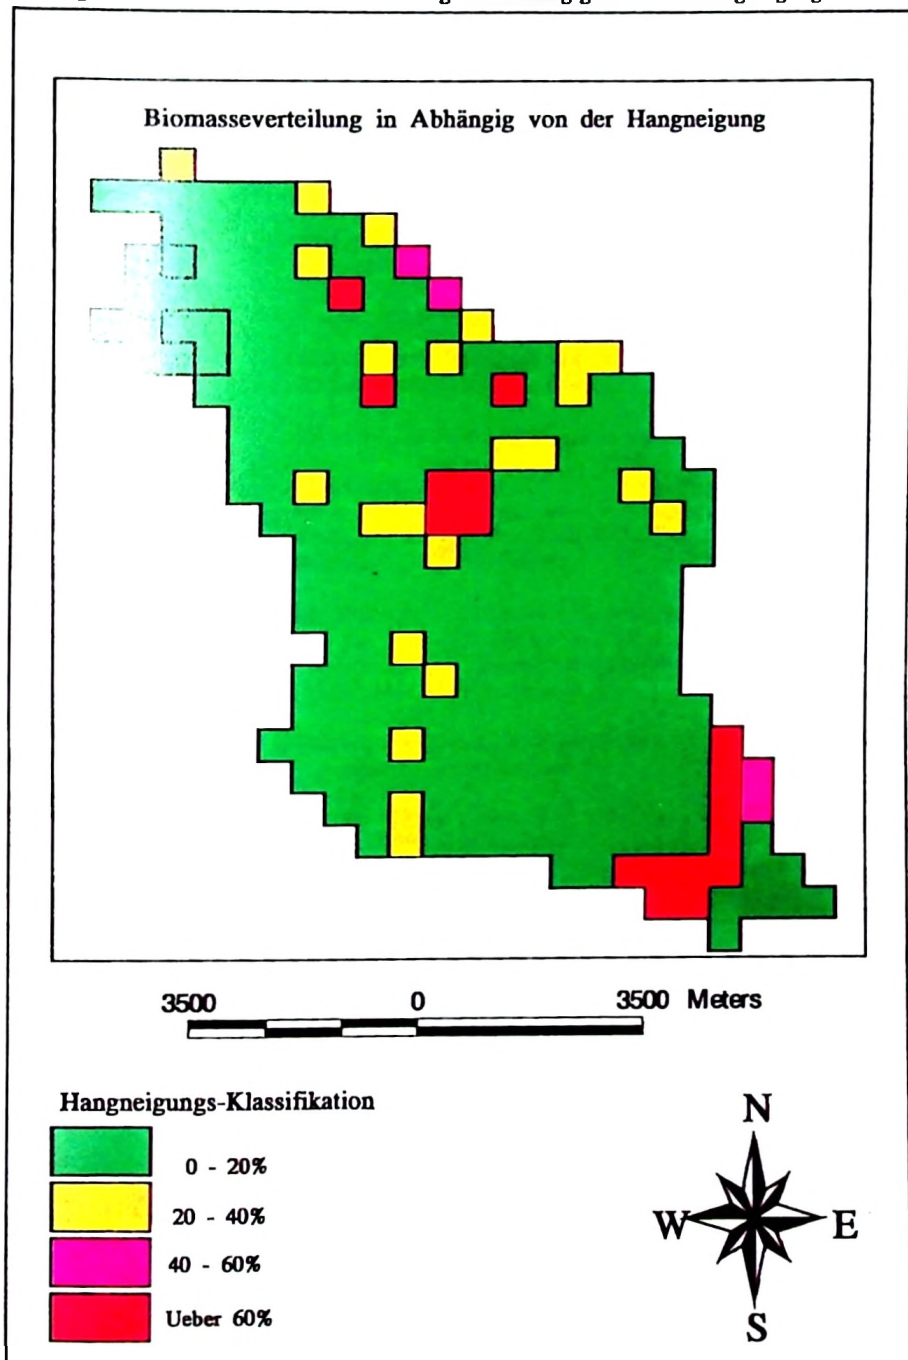 Biomasseverteilung in Abhängig von der Hangneigung
3500 0 3500 Meters
Hangneigungs-Klassifikation
0 - 20%
20 - 40%
40 - 60%
Ueber 60%
N
W E
S